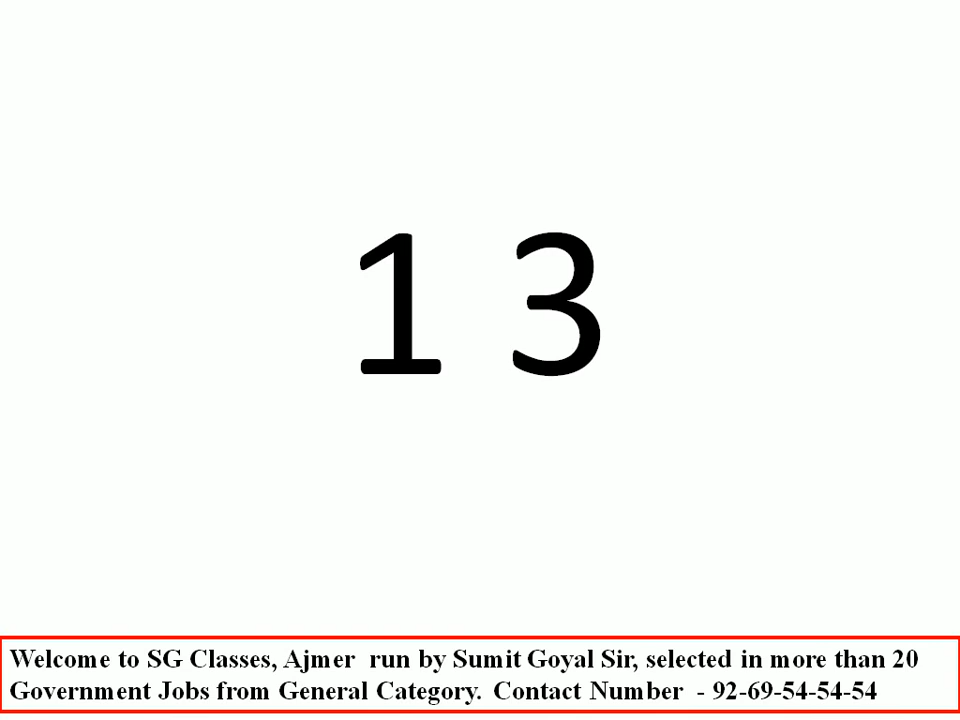 1 3
Welcome to SG Classes, Ajmer run by Sumit Goyal Sir, selected in more than 20
Government Jobs from General Category. Contact Number - 92-69-54-54-54